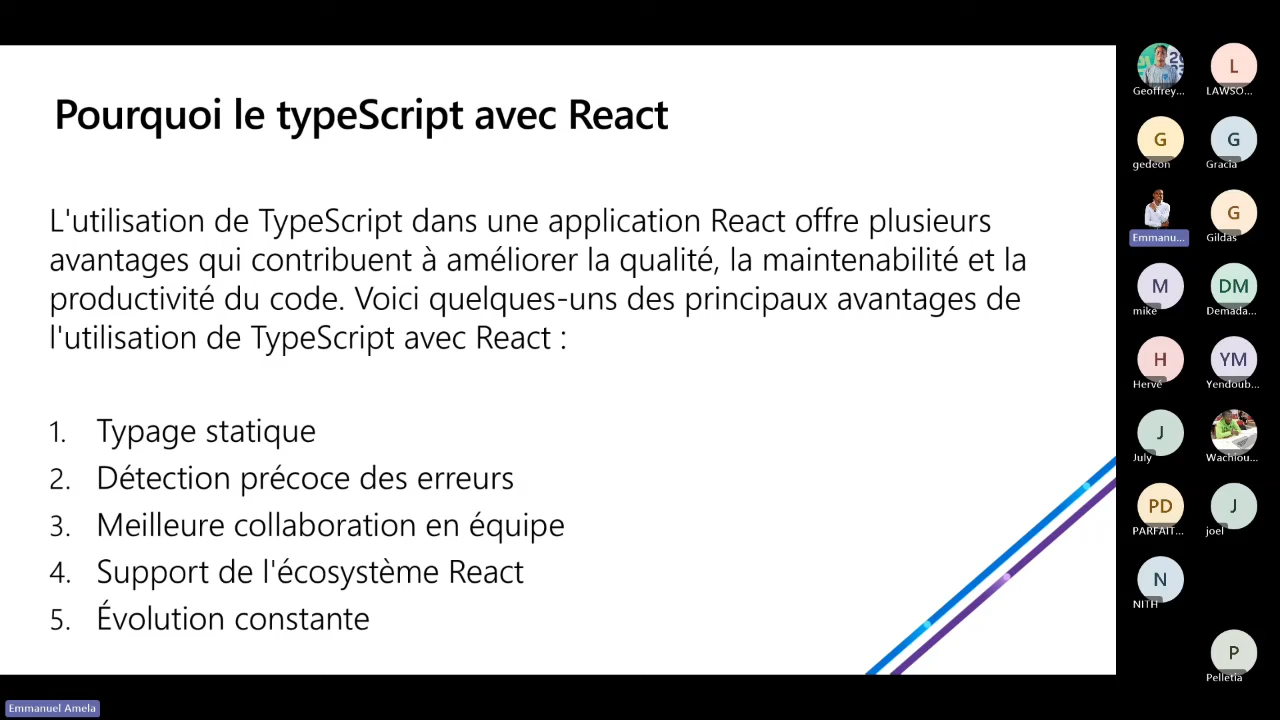 Pourquoi le typeScript avec React
L'utilisation de TypeScript dans une application React offre plusieurs
avantages qui contribuent à améliorer la qualité, la maintenabilité et la
productivité du code. Voici quelques-uns des principaux avantages de
l'utilisation de TypeScript avec React :
1. Typage statique
2. Détection précoce des erreurs
3. Meilleure collaboration en équipe
4. Support de l'écosystème React
5. Évolution constante
Geoffrey...
L
LAWSO...
G
gedeon
G
Gracia
Emmanu...
G
Gildas
M
mike
DM
Demada...
H
Hervé
YM
Yendoub...
J
July
Wachiou...
PD
PARFAIT...
J
joel
N
NITH
P
Pelletia
Emmanuel Amela